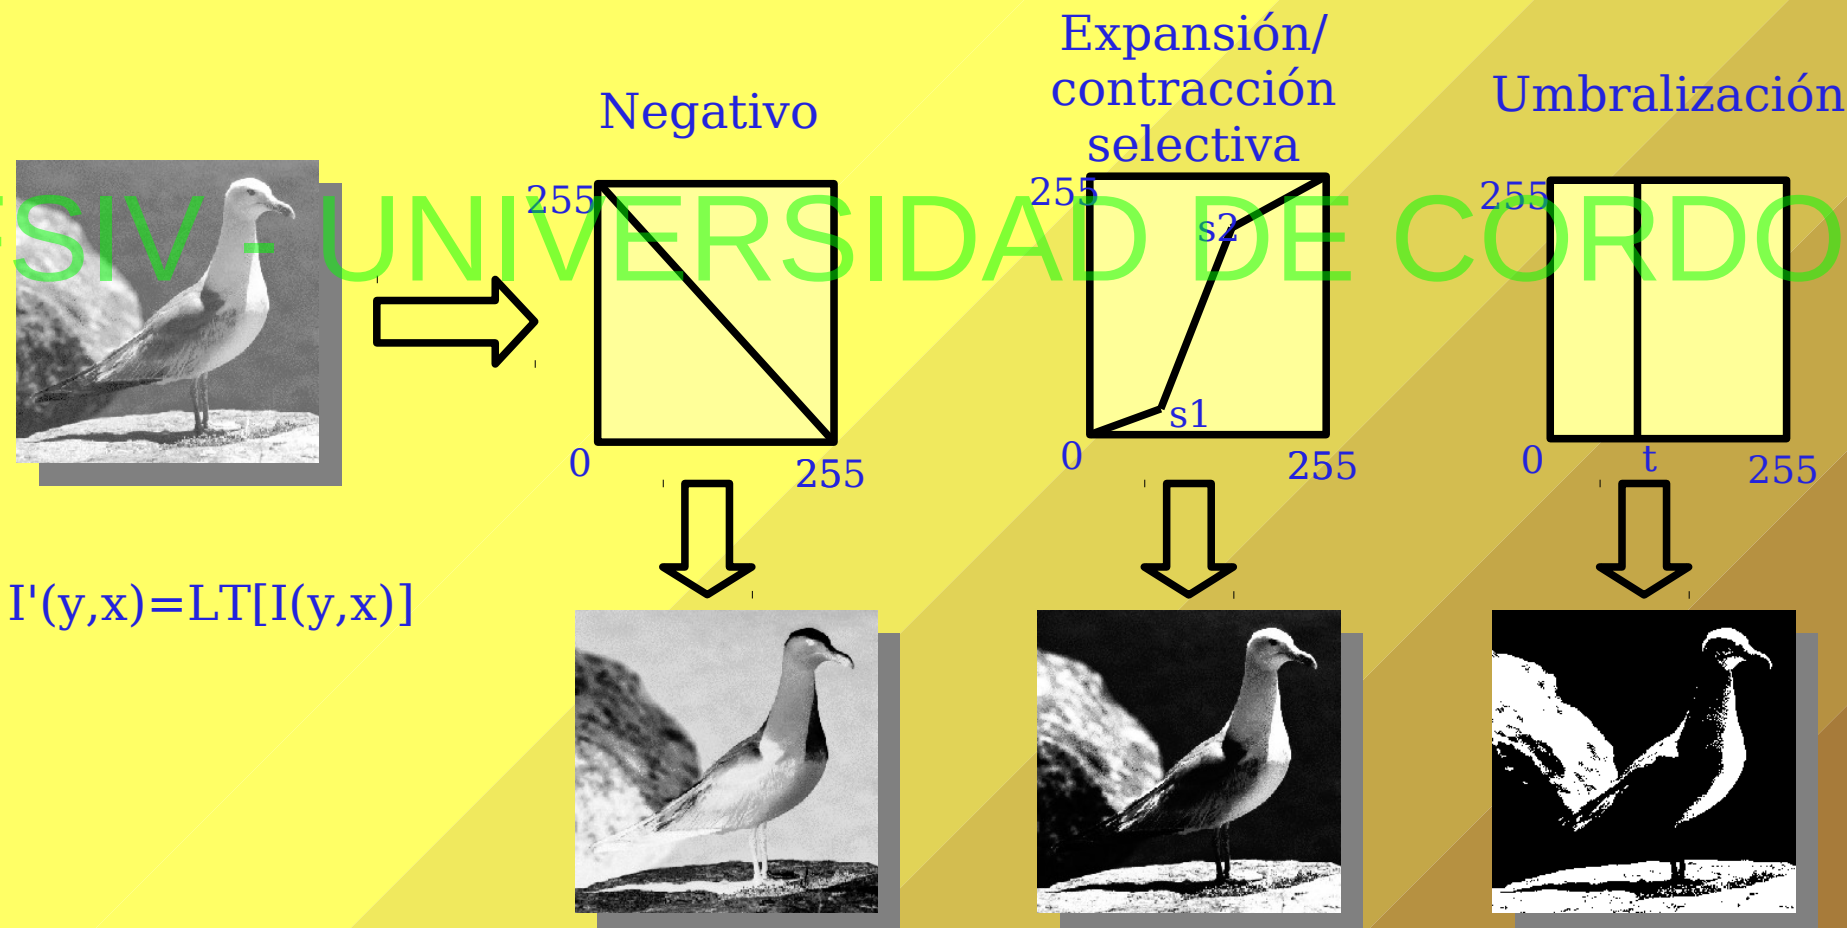 Negativo
Expansión/
contracción
selectiva
Umbralización
255
255
255
SIV - UNIVERSIDAD DE CORDO
s2
s1
0
255
0
255
0
t
255
I'(y,x)=LT[I(y,x)]